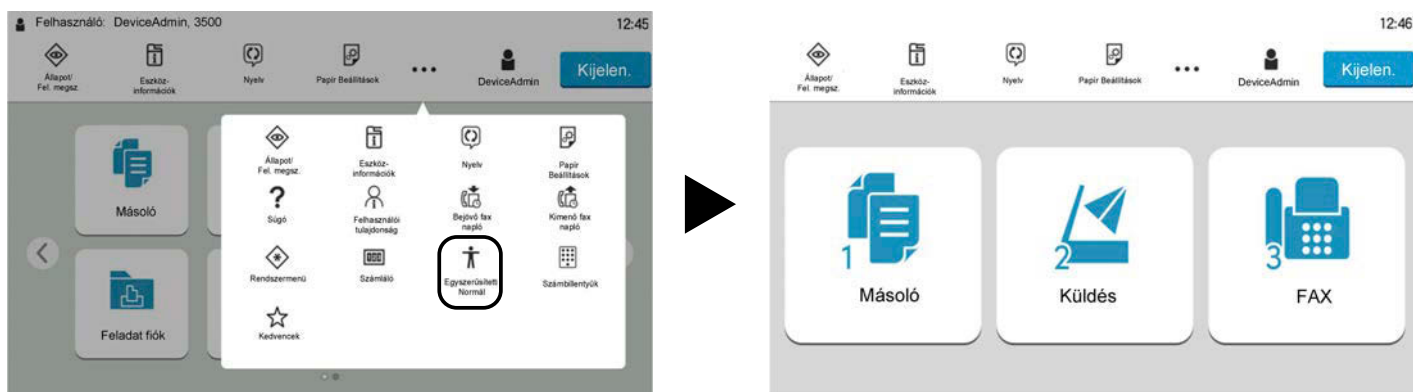 Felhasználó: DeviceAdmin, 3500
12:45
Állapot/
Fel. megsz.
Eszköz-
információk
Nyelv
Papír Beállítások
DeviceAdmin
Kijelen.
Állapot/
Fel. megsz.
Eszköz-
információk
Nyelv
Papír
Beállítások
?
Súgó
Felhasználói
tulajdonság
Bejövő fax
napló
Kimenő fax
napló
Rendszermenü
Számláló
Egyszerűsített
Normál
Számbillentyűk
Kedvencek
Másoló
Feladat fiók
12:46
Állapot/
Fel. megsz.
Eszköz-
információk
Nyelv
Papír Beállítások
DeviceAdmin
Kijelen.
1
Másoló
2
Küldés
3
FAX